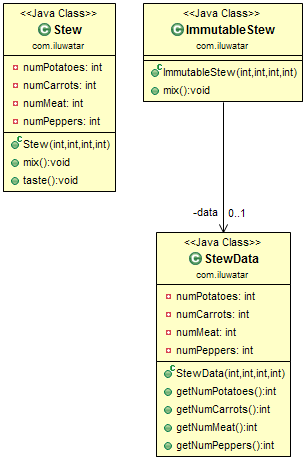 <<Java Class>>
Stew
com.iluwatar
numPotatoes: int
numCarrots: int
numMeat: int
numPeppers: int
Stew(int,int,int,int)
mix():void
taste():void
<<Java Class>>
ImmutableStew
com.iluwatar
ImmutableStew(int,int,int,int)
mix():void
-data 0..1
<<Java Class>>
StewData
com.iluwatar
numPotatoes: int
numCarrots: int
numMeat: int
numPeppers: int
StewData(int,int,int,int)
getNumPotatoes():int
getNumCarrots():int
getNumMeat():int
getNumPeppers():int